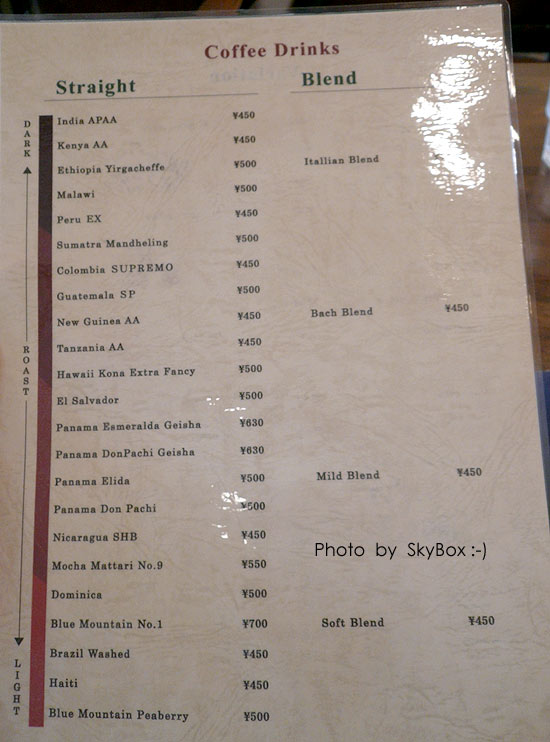 Coffee Drinks
Straight
Blend
DARK
ROAST
LIGHT
India APAA ¥450
Kenya AA ¥450
Ethiopia Yirgacheffe ¥500
Itallian Blend
Malawi ¥500
Peru EX ¥450
Sumatra Mandheling ¥500
Colombia SUPREMO ¥450
Guatemala SP ¥500
New Guinea AA ¥450
Bach Blend ¥450
Tanzania AA ¥450
Hawaii Kona Extra Fancy ¥500
El Salvador ¥500
Panama Esmeralda Geisha ¥630
Panama DonPachi Geisha ¥630
Panama Elida ¥500
Mild Blend ¥450
Panama Don Pachi ¥500
Nicaragua SHB ¥450
Photo by SkyBox :-)
Mocha Mattari No.9 ¥550
Dominica ¥500
Blue Mountain No.1 ¥700
Soft Blend ¥450
Brazil Washed ¥450
Haiti ¥450
Blue Mountain Peaberry ¥500